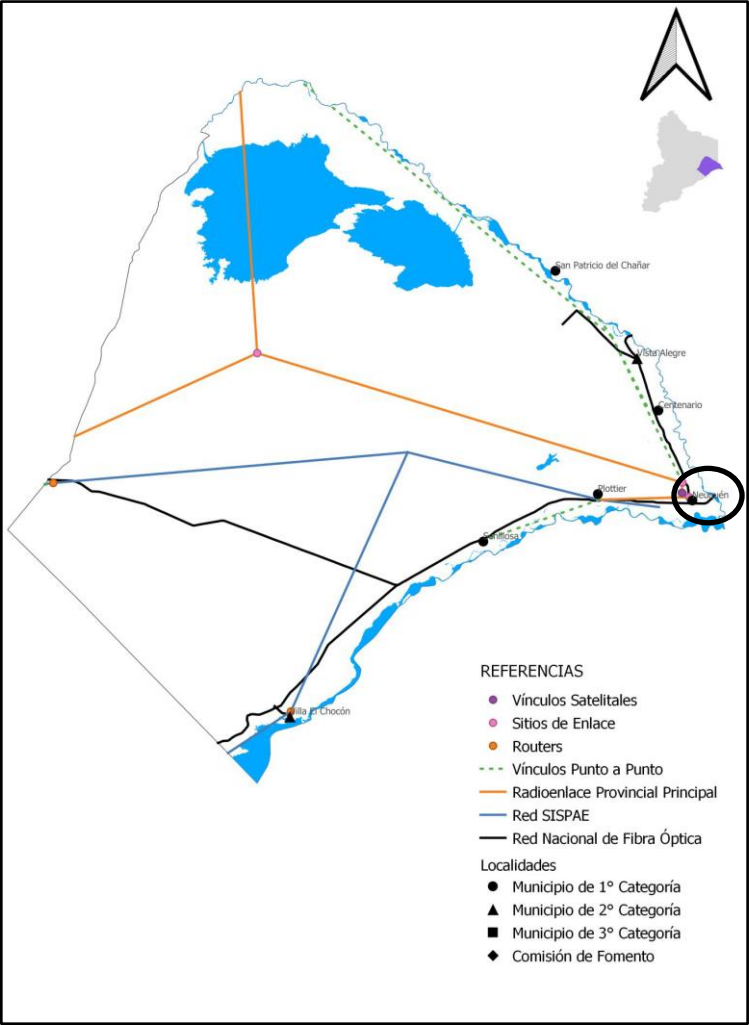 San Patricio del Chañar
Vista Alegre
Centenario
Plottier
Neuquén
Senillosa
Villa El Chocón
REFERENCIAS
Vínculos Satelitales
Sitios de Enlace
Routers
Vínculos Punto a Punto
Radioenlace Provincial Principal
Red SISPAE
Red Nacional de Fibra Óptica
Localidades
Municipio de 1° Categoría
Municipio de 2° Categoría
Municipio de 3° Categoría
Comisión de Fomento